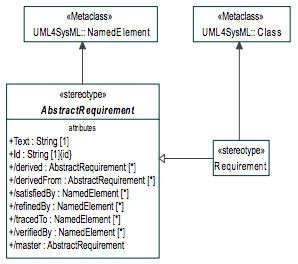 «Metaclass»
UML4SysML:: NamedElement
«Metaclass»
UML4SysML:: Class
«stereotype»
AbstractRequirement
attributes
+Text : String [1]
+Id : String [1]{id}
+/derived : AbstractRequirement [*]
+/derivedFrom : AbstractRequirement [*]
+/satisfiedBy : NamedElement [*]
+/refinedBy : NamedElement [*]
+/tracedTo : NamedElement [*]
+/verifiedBy : NamedElement [*]
+/master : AbstractRequirement
«stereotype»
Requirement